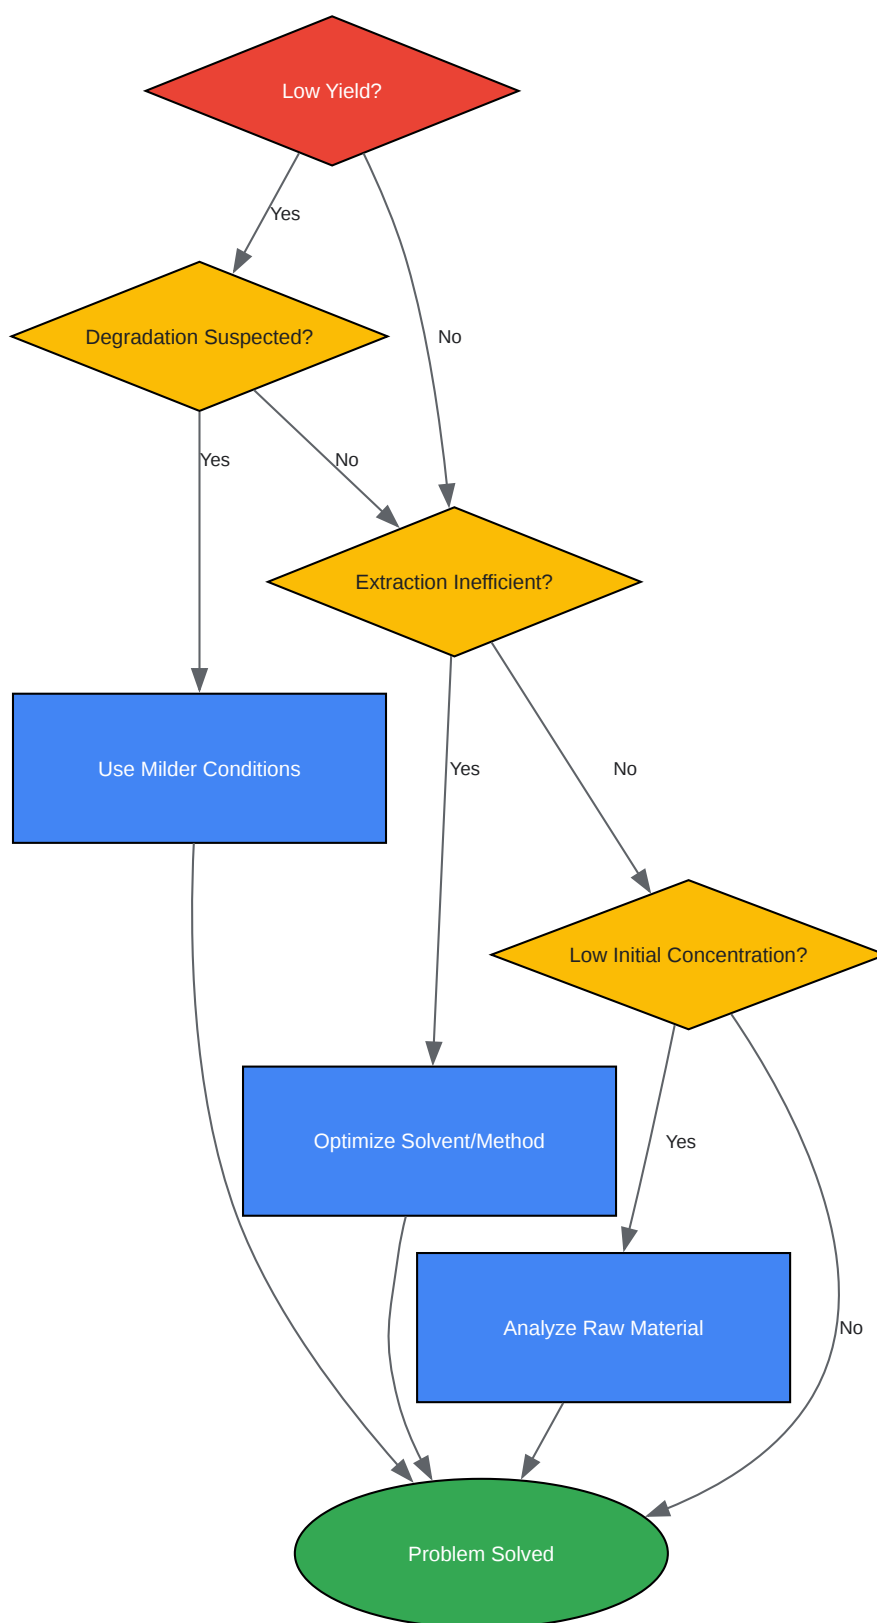 Low Yield?
Yes
Degradation Suspected?
No
Yes
No
Extraction Inefficient?
Use Milder Conditions
Yes
No
Low Initial Concentration?
Optimize Solvent/Method
Yes
Analyze Raw Material
No
Problem Solved